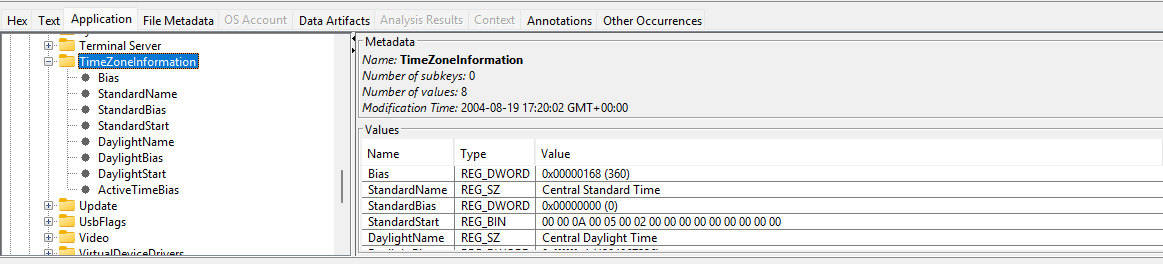 Hex Text Application File Metadata OS Account Data Artifacts Analysis Results Context Annotations Other Occurrences
Terminal Server
TimeZoneInformation
Bias
StandardName
StandardBias
StandardStart
DaylightName
DaylightBias
DaylightStart
ActiveTimeBias
Update
UsbFlags
Video
VirtualDeviceDrivers
Metadata
Name: TimeZoneInformation
Number of subkeys: 0
Number of values: 8
Modification Time: 2004-08-19 17:20:02 GMT+00:00
Values
Name Type Value
Bias REG_DWORD 0x00000168 (360)
StandardName REG_SZ Central Standard Time
StandardBias REG_DWORD 0x00000000 (0)
StandardStart REG_BIN 00 00 0A 00 05 00 02 00 00 00 00 00 00 00 00 00
DaylightName REG_SZ Central Daylight Time